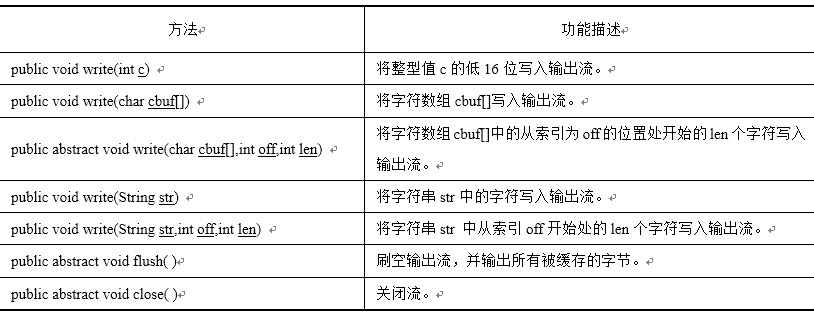 方法
功能描述
public void write(int c)
将整型值 c 的低 16 位写入输出流。
public void write(char cbuf[])
将字符数组 cbuf[]写入输出流。
public abstract void write(char cbuf[],int off,int len)
将字符数组 cbuf[]中的从索引为 off 的位置处开始的 len 个字符写入
输出流。
public void write(String str)
将字符串 str 中的字符写入输出流。
public void write(String str,int off,int len)
将字符串 str 中从索引 off 开始处的 len 个字符写入输出流。
public abstract void flush( )
刷空输出流，并输出所有被缓存的字节。
public abstract void close( )
关闭流。